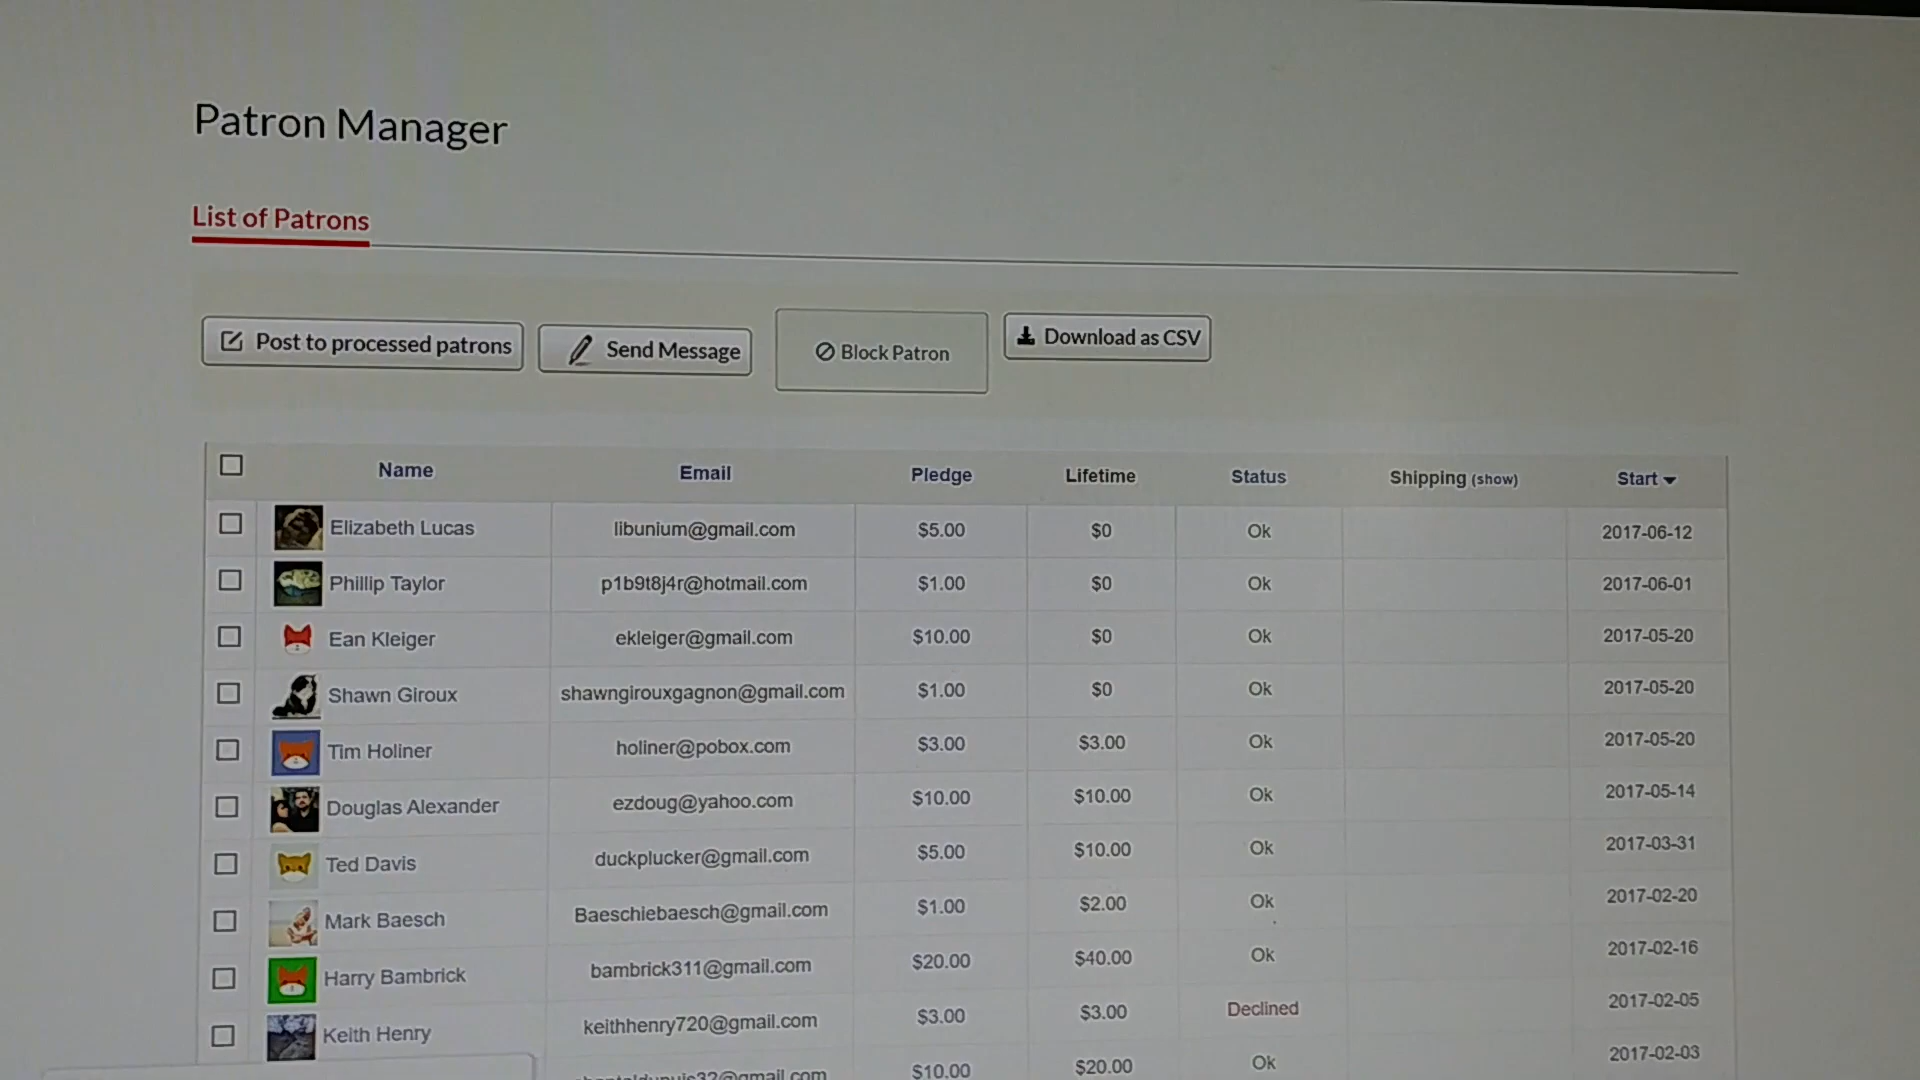 Patron Manager
List of Patrons
Post to processed patrons Send Message Block Patron Download as CSV
Name Email Pledge Lifetime Status Shipping (show) Start
Elizabeth Lucas libunium@gmail.com $5.00 $0 Ok 2017-06-12
Phillip Taylor p1b9t8j4r@hotmail.com $1.00 $0 Ok 2017-06-01
Ean Kleiger ekleiger@gmail.com $10.00 $0 Ok 2017-05-20
Shawn Giroux shawngirouxgagnon@gmail.com $1.00 $0 Ok 2017-05-20
Tim Holiner holiner@pobox.com $3.00 $3.00 Ok 2017-05-20
Douglas Alexander ezdoug@yahoo.com $10.00 $10.00 Ok 2017-05-14
Ted Davis duckplucker@gmail.com $5.00 $10.00 Ok 2017-03-31
Mark Baesch Baeschiebaesch@gmail.com $1.00 $2.00 Ok 2017-02-20
Harry Bambrick bambrick311@gmail.com $20.00 $40.00 Ok 2017-02-16
Keith Henry keithhenry720@gmail.com $3.00 $3.00 Declined 2017-02-05
$10.00 $20.00 Ok 2017-02-03